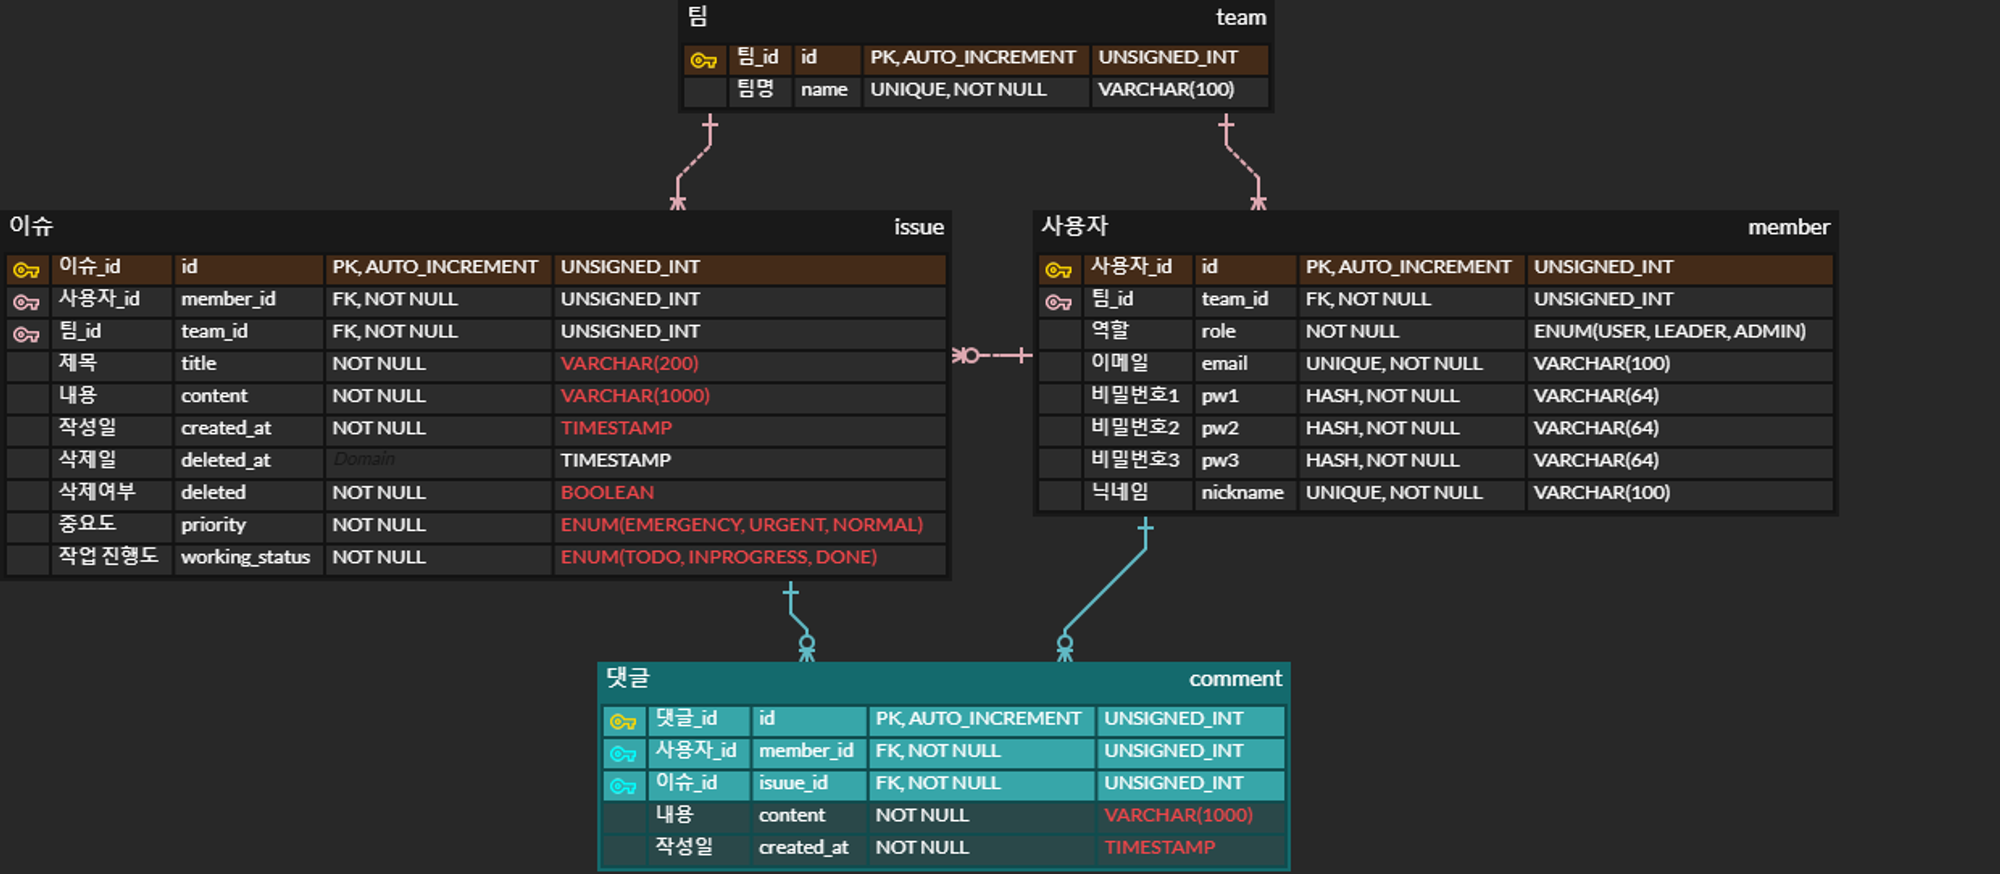 팀 team
팀_id id PK, AUTO_INCREMENT UNSIGNED_INT
팀명 name UNIQUE, NOT NULL VARCHAR(100)
이슈 issue
이슈_id id PK, AUTO_INCREMENT UNSIGNED_INT
사용자_id member_id FK, NOT NULL UNSIGNED_INT
팀_id team_id FK, NOT NULL UNSIGNED_INT
제목 title NOT NULL VARCHAR(200)
내용 content NOT NULL VARCHAR(1000)
작성일 created_at NOT NULL TIMESTAMP
삭제일 deleted_at Domain TIMESTAMP
삭제여부 deleted NOT NULL BOOLEAN
중요도 priority NOT NULL ENUM(EMERGENCY, URGENT, NORMAL)
작업 진행도 working_status NOT NULL ENUM(TODO, INPROGRESS, DONE)
사용자 member
사용자_id id PK, AUTO_INCREMENT UNSIGNED_INT
팀_id team_id FK, NOT NULL UNSIGNED_INT
역할 role NOT NULL ENUM(USER, LEADER, ADMIN)
이메일 email UNIQUE, NOT NULL VARCHAR(100)
비밀번호1 pw1 HASH, NOT NULL VARCHAR(64)
비밀번호2 pw2 HASH, NOT NULL VARCHAR(64)
비밀번호3 pw3 HASH, NOT NULL VARCHAR(64)
닉네임 nickname UNIQUE, NOT NULL VARCHAR(100)
댓글 comment
댓글_id id PK, AUTO_INCREMENT UNSIGNED_INT
사용자_id member_id FK, NOT NULL UNSIGNED_INT
이슈_id isuue_id FK, NOT NULL UNSIGNED_INT
내용 content NOT NULL VARCHAR(1000)
작성일 created_at NOT NULL TIMESTAMP